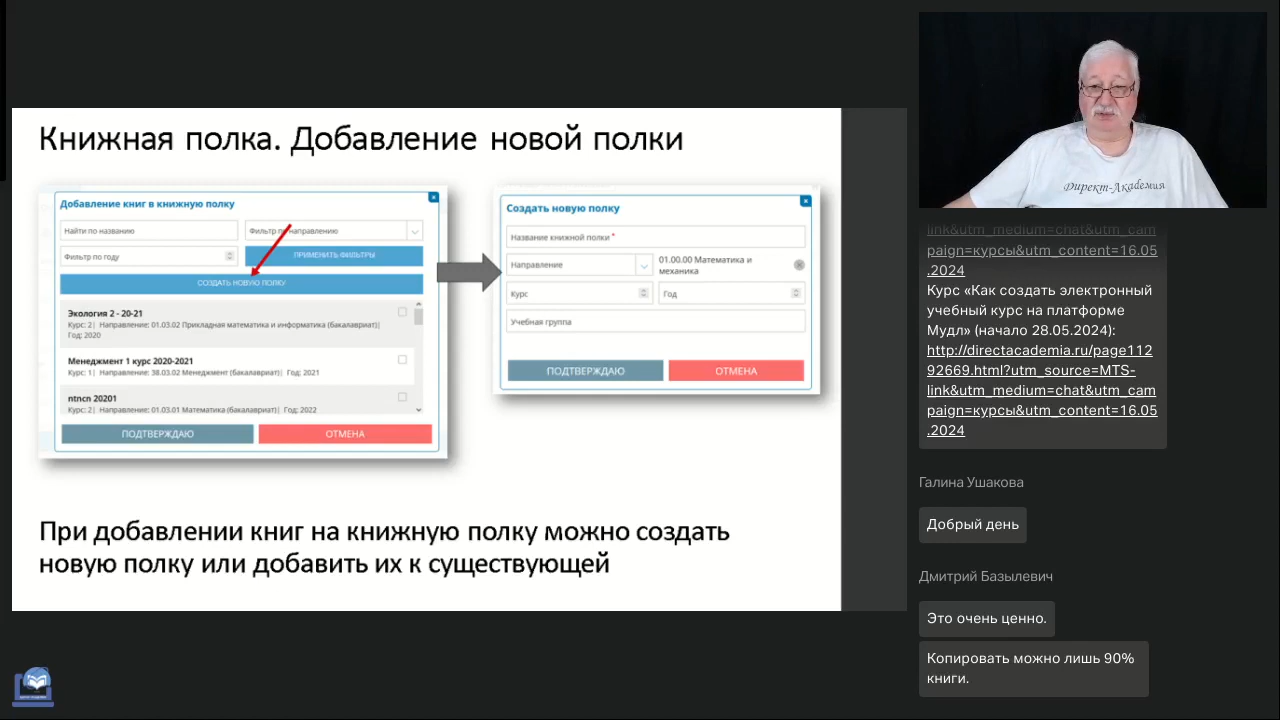 Книжная полка. Добавление новой полки
Добавление книг в книжную полку
Найти по названию
Фильтр по направлению
Фильтр по году
ПРИМЕНИТЬ ФИЛЬТРЫ
СОЗДАТЬ НОВУЮ ПОЛКУ
Экология 2 - 20-21
Курс: 2| Направление: 01.03.02 Прикладная математика и информатика (бакалавриат)|
Год: 2020
Менеджмент 1 курс 2020-2021
Курс: 1| Направление: 38.03.02 Менеджмент (бакалавриат)| Год: 2021
ntncn 20201
Курс: 2| Направление: 01.03.01 Математика (бакалавриат)| Год: 2022
ПОДТВЕРЖДАЮ
ОТМЕНА
Создать новую полку
Название книжной полки *
Направление
01.00.00 Математика и
механика
Курс
Год
Учебная группа
ПОДТВЕРЖДАЮ
ОТМЕНА
При добавлении книг на книжную полку можно создать
новую полку или добавить их к существующей
Директ-Академия
link&utm_medium=chat&utm_cam
paign=курсы&utm_content=16.05
.2024
Курс «Как создать электронный
учебный курс на платформе
Мудл» (начало 28.05.2024):
http://directacademia.ru/page112
92669.html?utm_source=MTS-
link&utm_medium=chat&utm_cam
paign=курсы&utm_content=16.05
.2024
Галина Ушакова
Добрый день
Дмитрий Базылевич
Это очень ценно.
Копировать можно лишь 90%
книги.